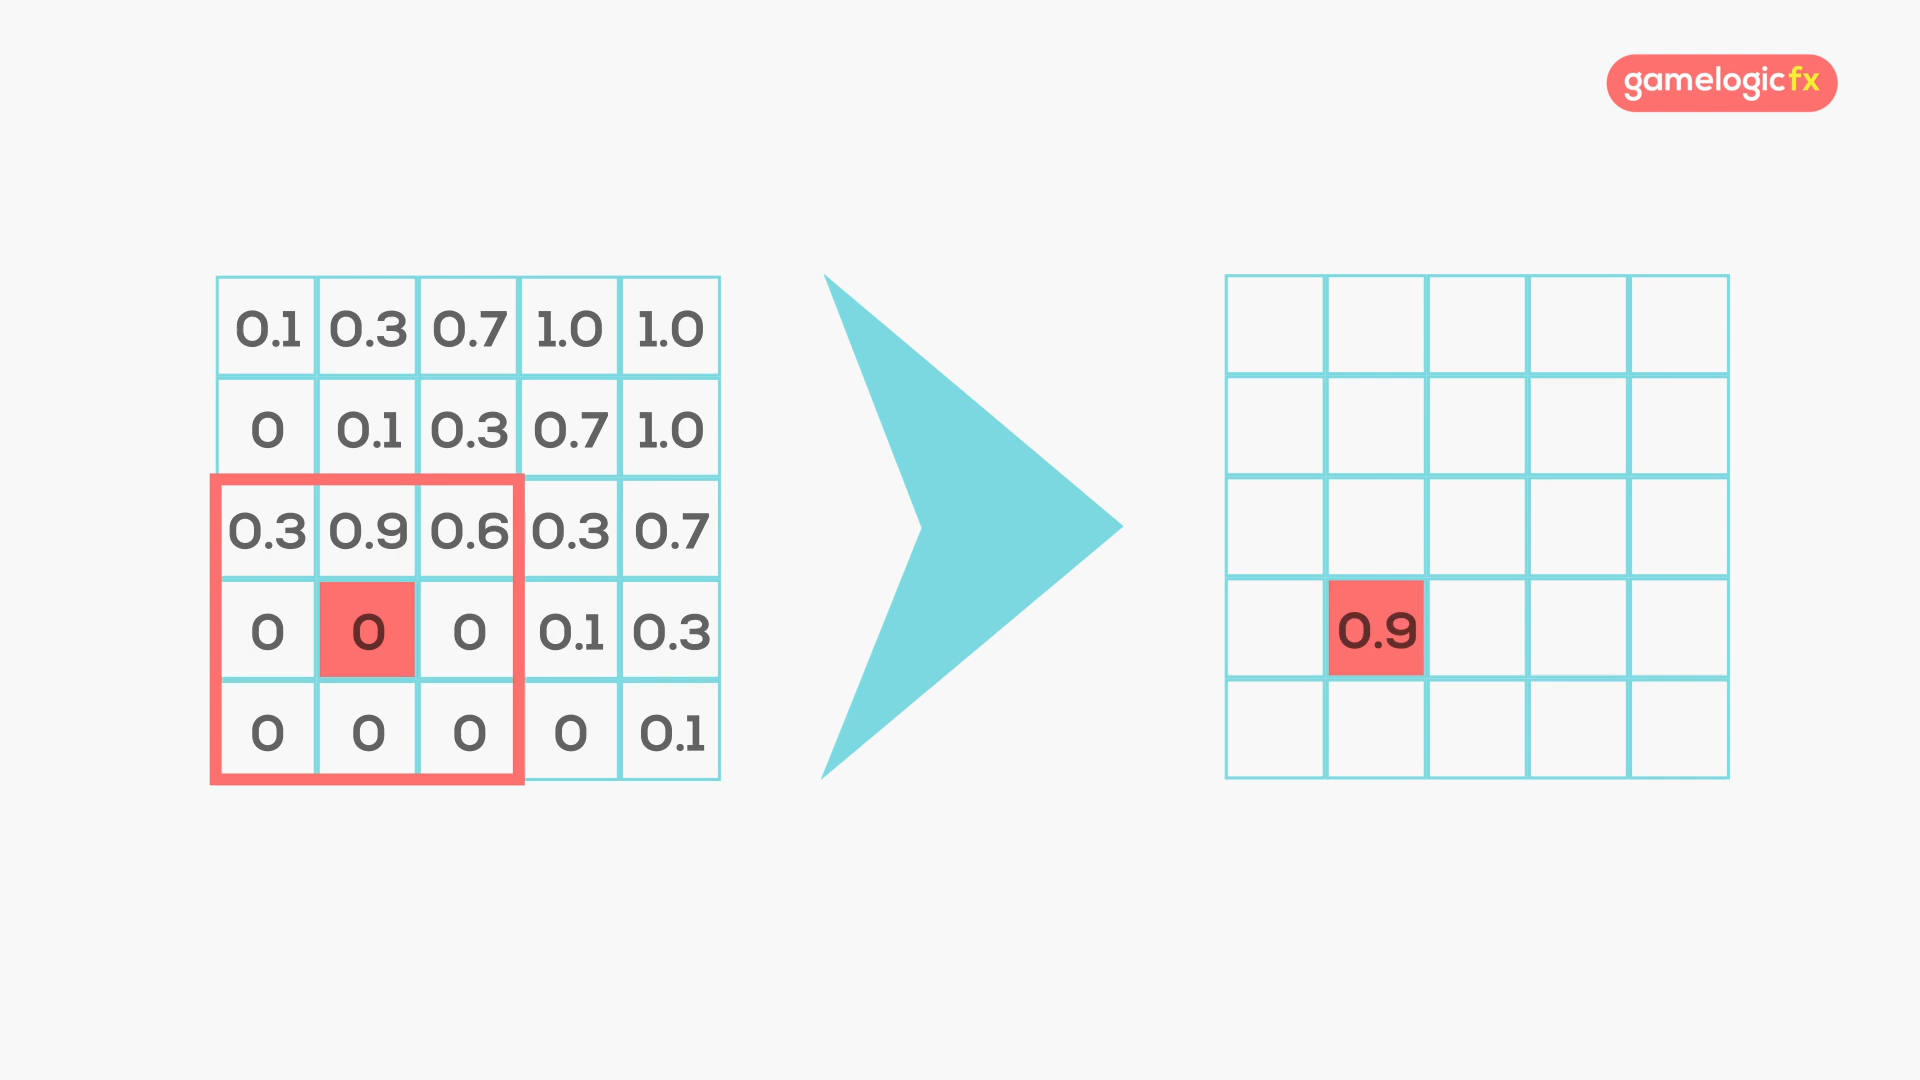 gamelogicfx
0.1 0.3 0.7 1.0 1.0
0 0.1 0.3 0.7 1.0
0.3 0.9 0.6 0.3 0.7
0 0 0 0.1 0.3
0 0 0 0 0.1
0.9